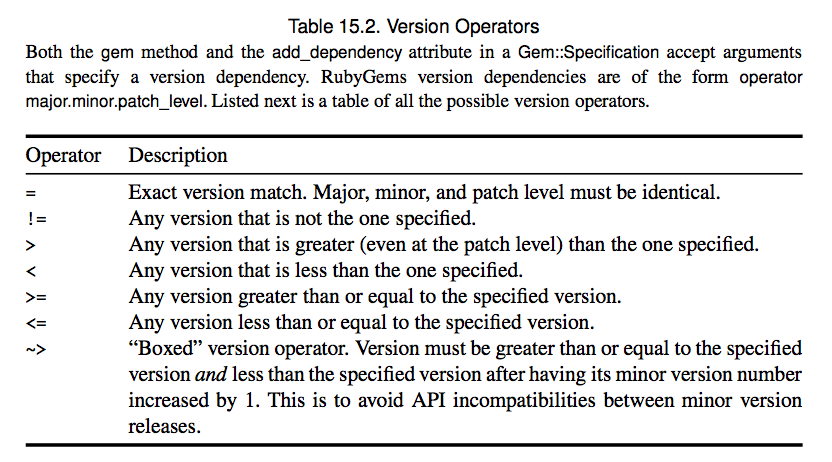 Table 15.2. Version Operators
Both the gem method and the add_dependency attribute in a Gem::Specification accept arguments
that specify a version dependency. RubyGems version dependencies are of the form operator
major.minor.patch_level. Listed next is a table of all the possible version operators.
Operator Description
= Exact version match. Major, minor, and patch level must be identical.
!= Any version that is not the one specified.
> Any version that is greater (even at the patch level) than the one specified.
< Any version that is less than the one specified.
>= Any version greater than or equal to the specified version.
<= Any version less than or equal to the specified version.
~> “Boxed” version operator. Version must be greater than or equal to the specified
version and less than the specified version after having its minor version number
increased by 1. This is to avoid API incompatibilities between minor version
releases.